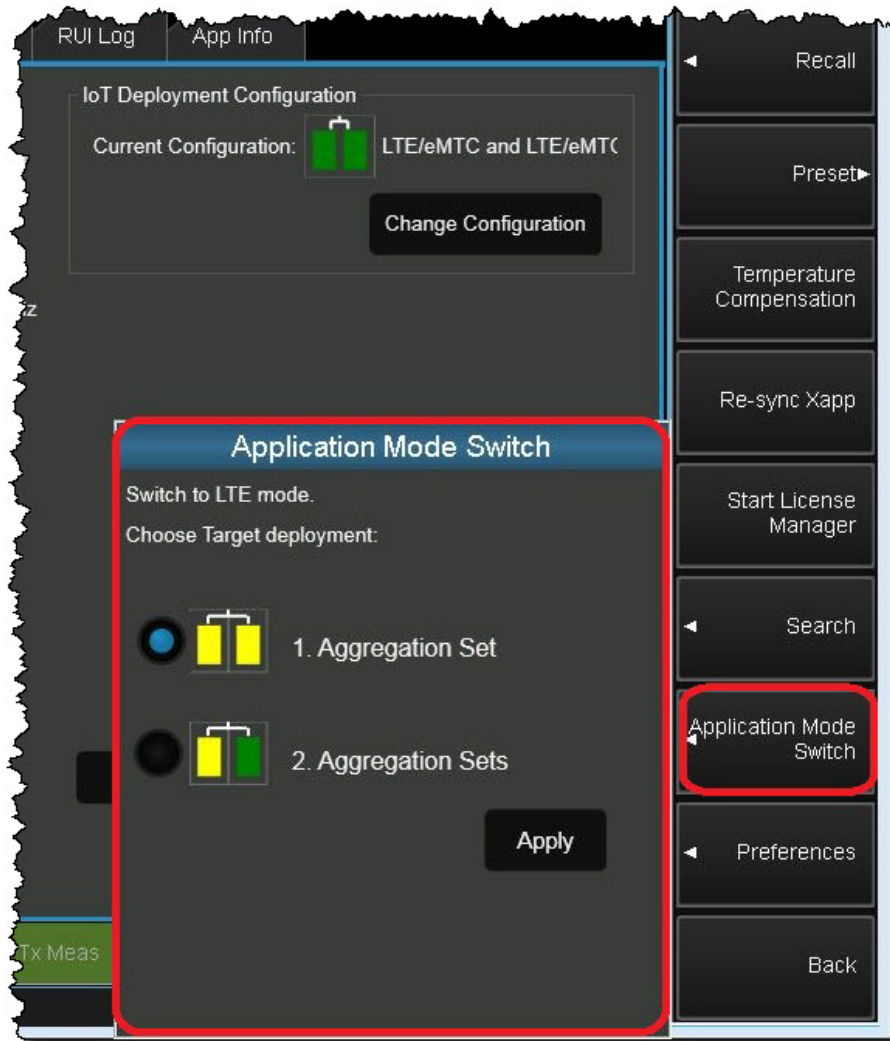 RUI Log
App Info
IoT Deployment Configuration
Current Configuration:
LTE/eMTC and LTE/eMTC
Change Configuration
Application Mode Switch
Switch to LTE mode.
Choose Target deployment:
1. Aggregation Set
2. Aggregation Sets
Apply
Tx Meas
Recall
Preset
Temperature
Compensation
Re-sync Xapp
Start License
Manager
Search
Application Mode
Switch
Preferences
Back